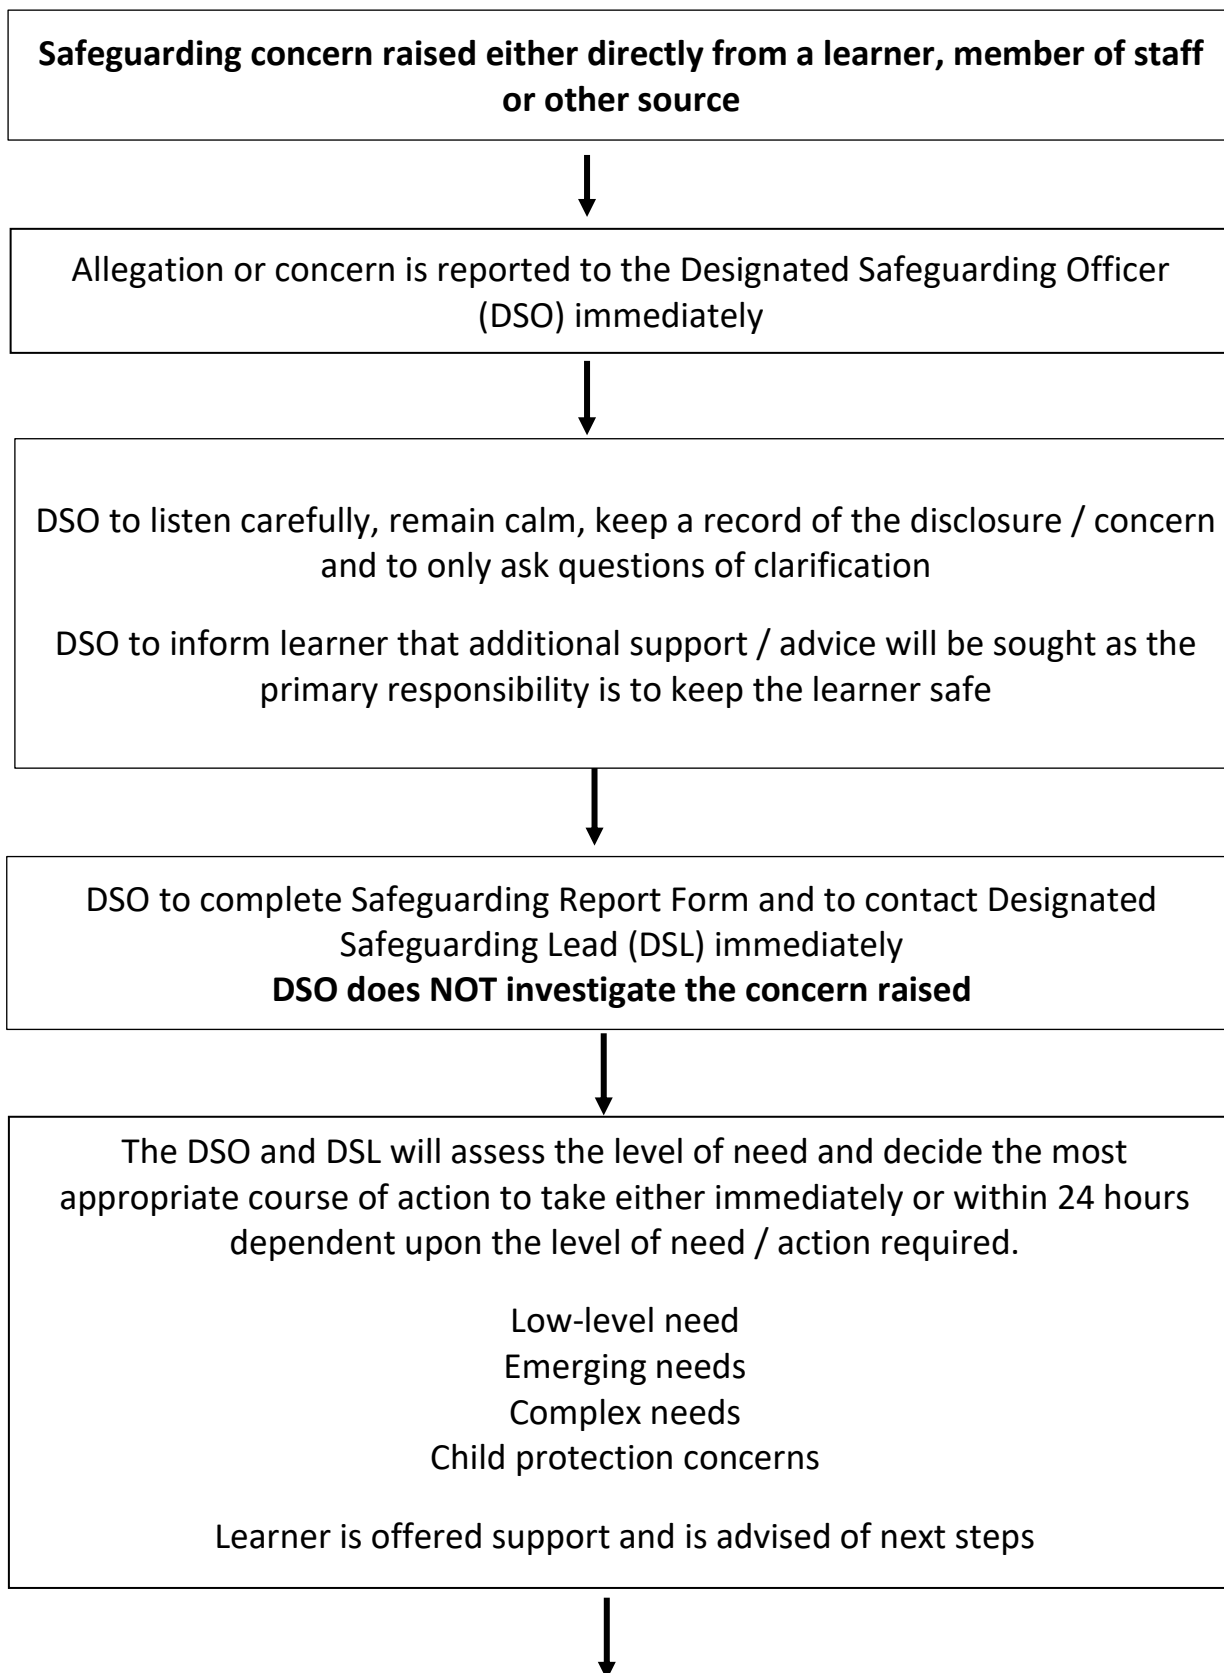 Safeguarding concern raised either directly from a learner, member of staff
or other source
Allegation or concern is reported to the Designated Safeguarding Officer
(DSO) immediately
DSO to listen carefully, remain calm, keep a record of the disclosure / concern
and to only ask questions of clarification
DSO to inform learner that additional support / advice will be sought as the
primary responsibility is to keep the learner safe
DSO to complete Safeguarding Report Form and to contact Designated
Safeguarding Lead (DSL) immediately
DSO does NOT investigate the concern raised
The DSO and DSL will assess the level of need and decide the most
appropriate course of action to take either immediately or within 24 hours
dependent upon the level of need / action required.
Low-level need
Emerging needs
Complex needs
Child protection concerns
Learner is offered support and is advised of next steps